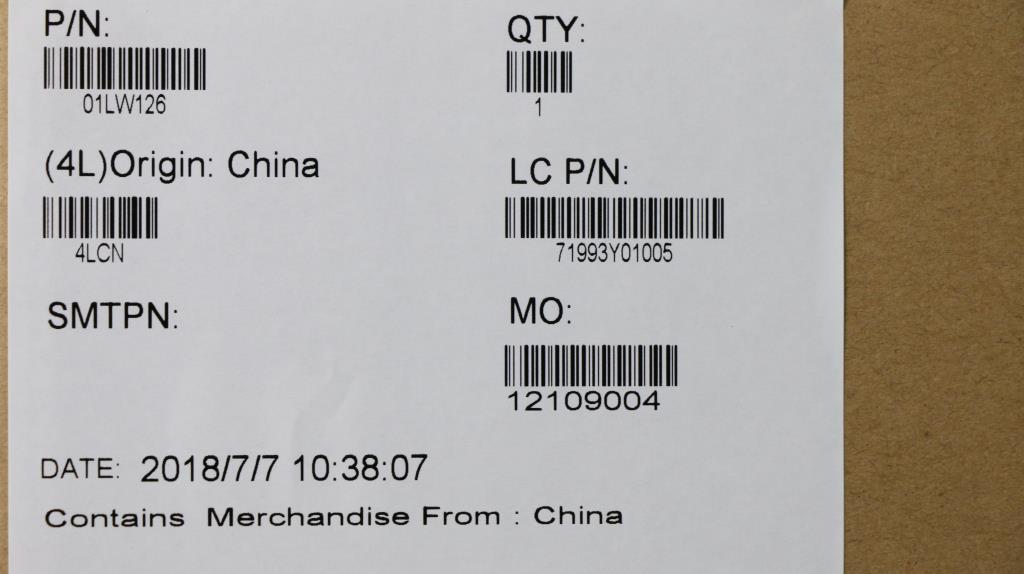 P/N:
01LW126
QTY:
1
(4L)Origin: China
4LCN
LC P/N:
71993Y01005
SMTPN:
MO:
12109004
DATE: 2018/7/7 10:38:07
Contains Merchandise From : China